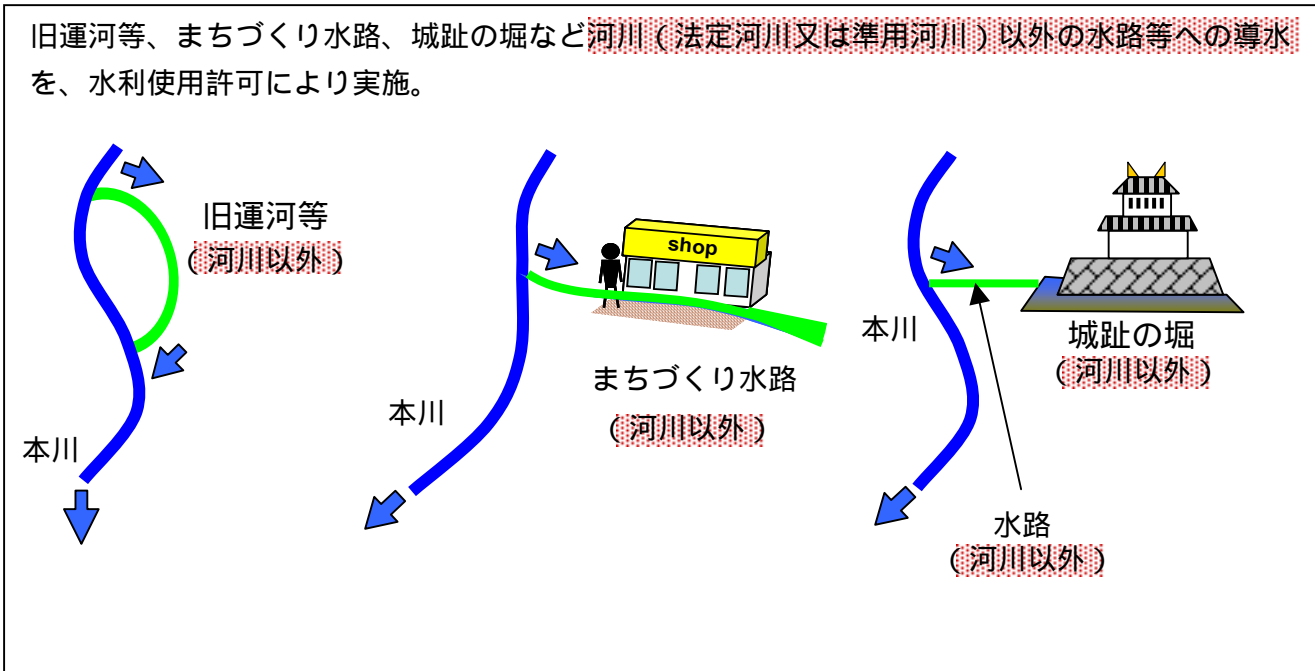 旧運河等、まちづくり水路、城趾の堀など河川(法定河川又は準用河川)以外の水路等への導水
を、水利使用許可により実施。
旧運河等
(河川以外)
本川
shop
まちづくり水路
(河川以外)
本川
本川
城趾の堀
(河川以外)
水路
(河川以外)